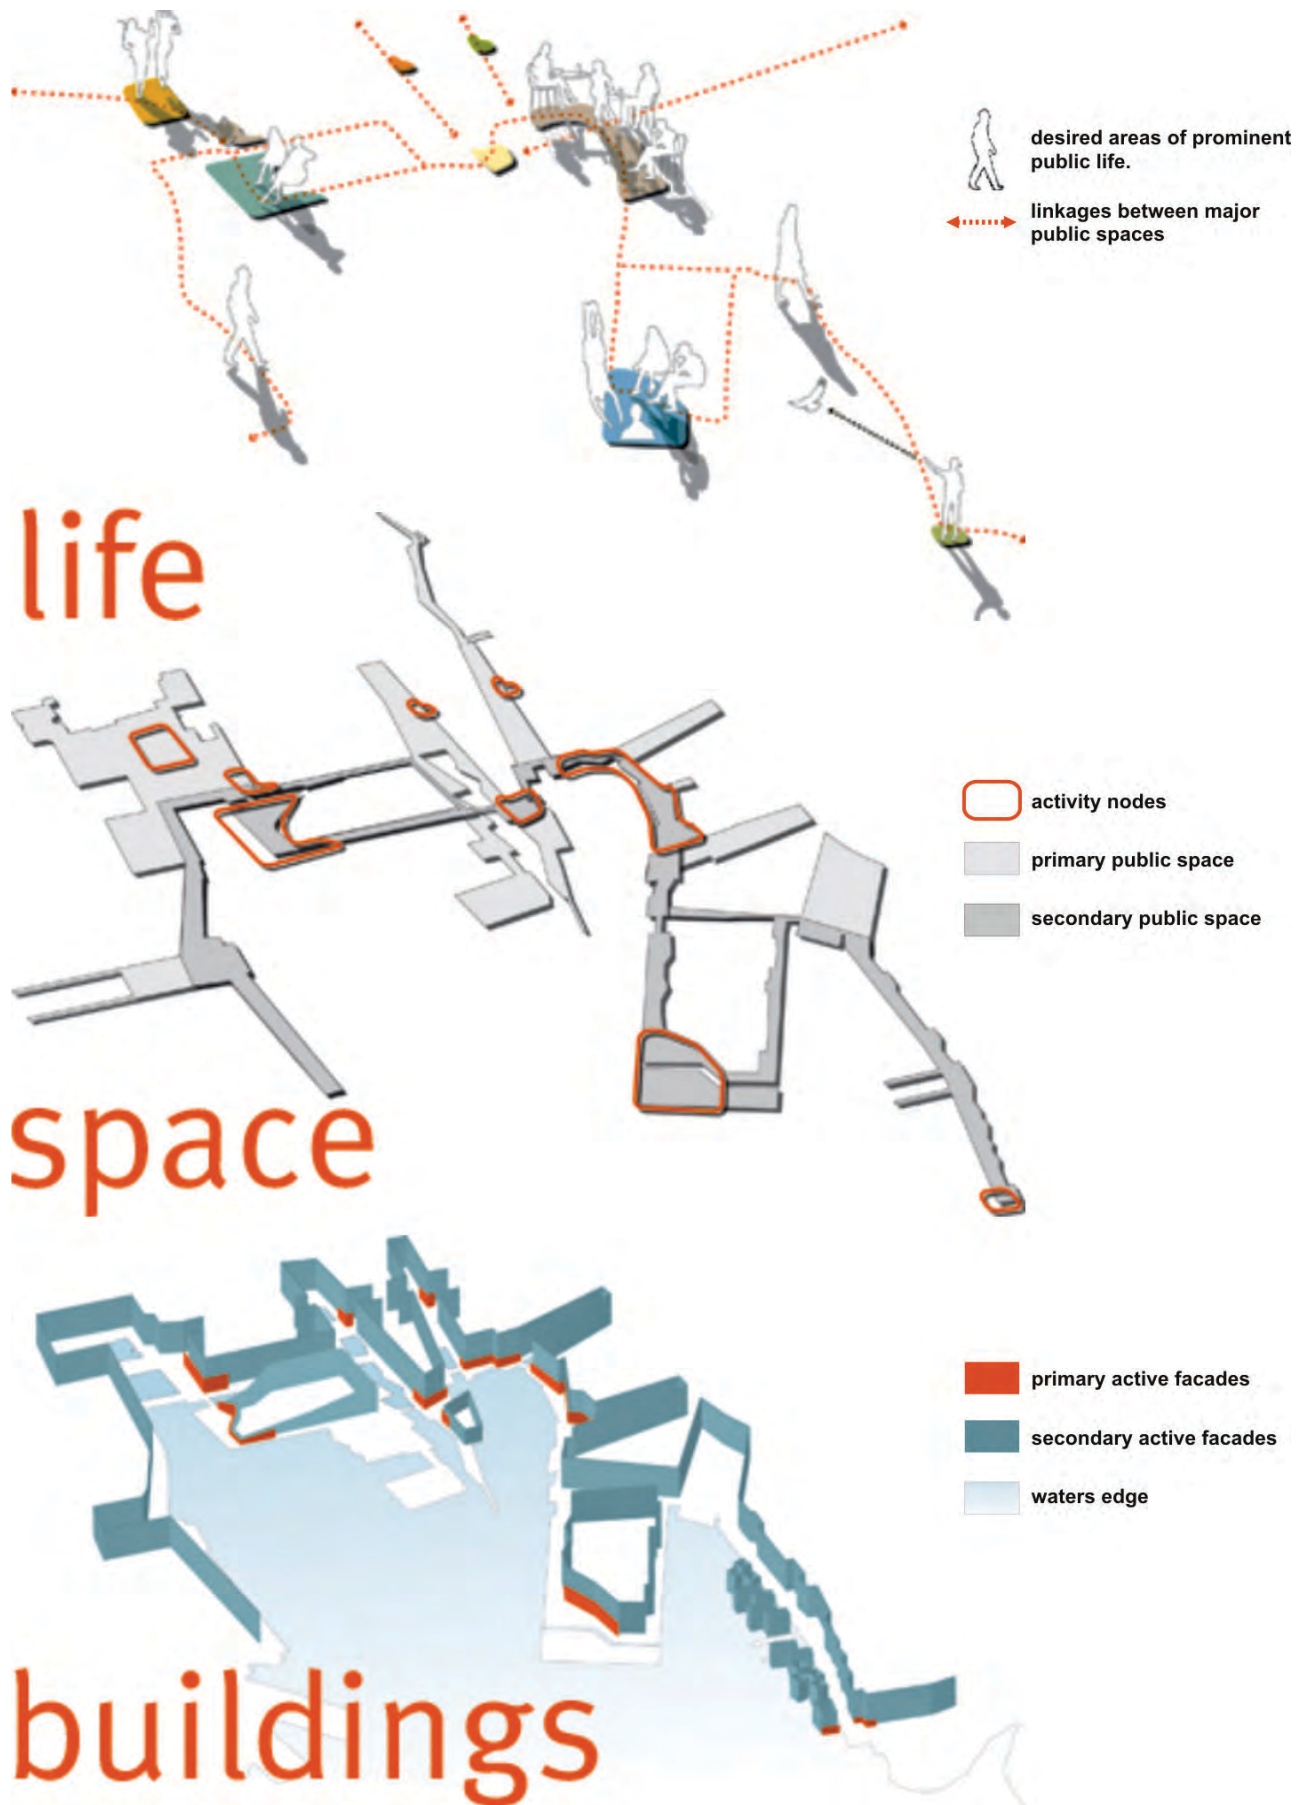 desired areas of prominent
public life.
linkages between major
public spaces
life
activity nodes
primary public space
secondary public space
space
primary active facades
secondary active facades
waters edge
buildings